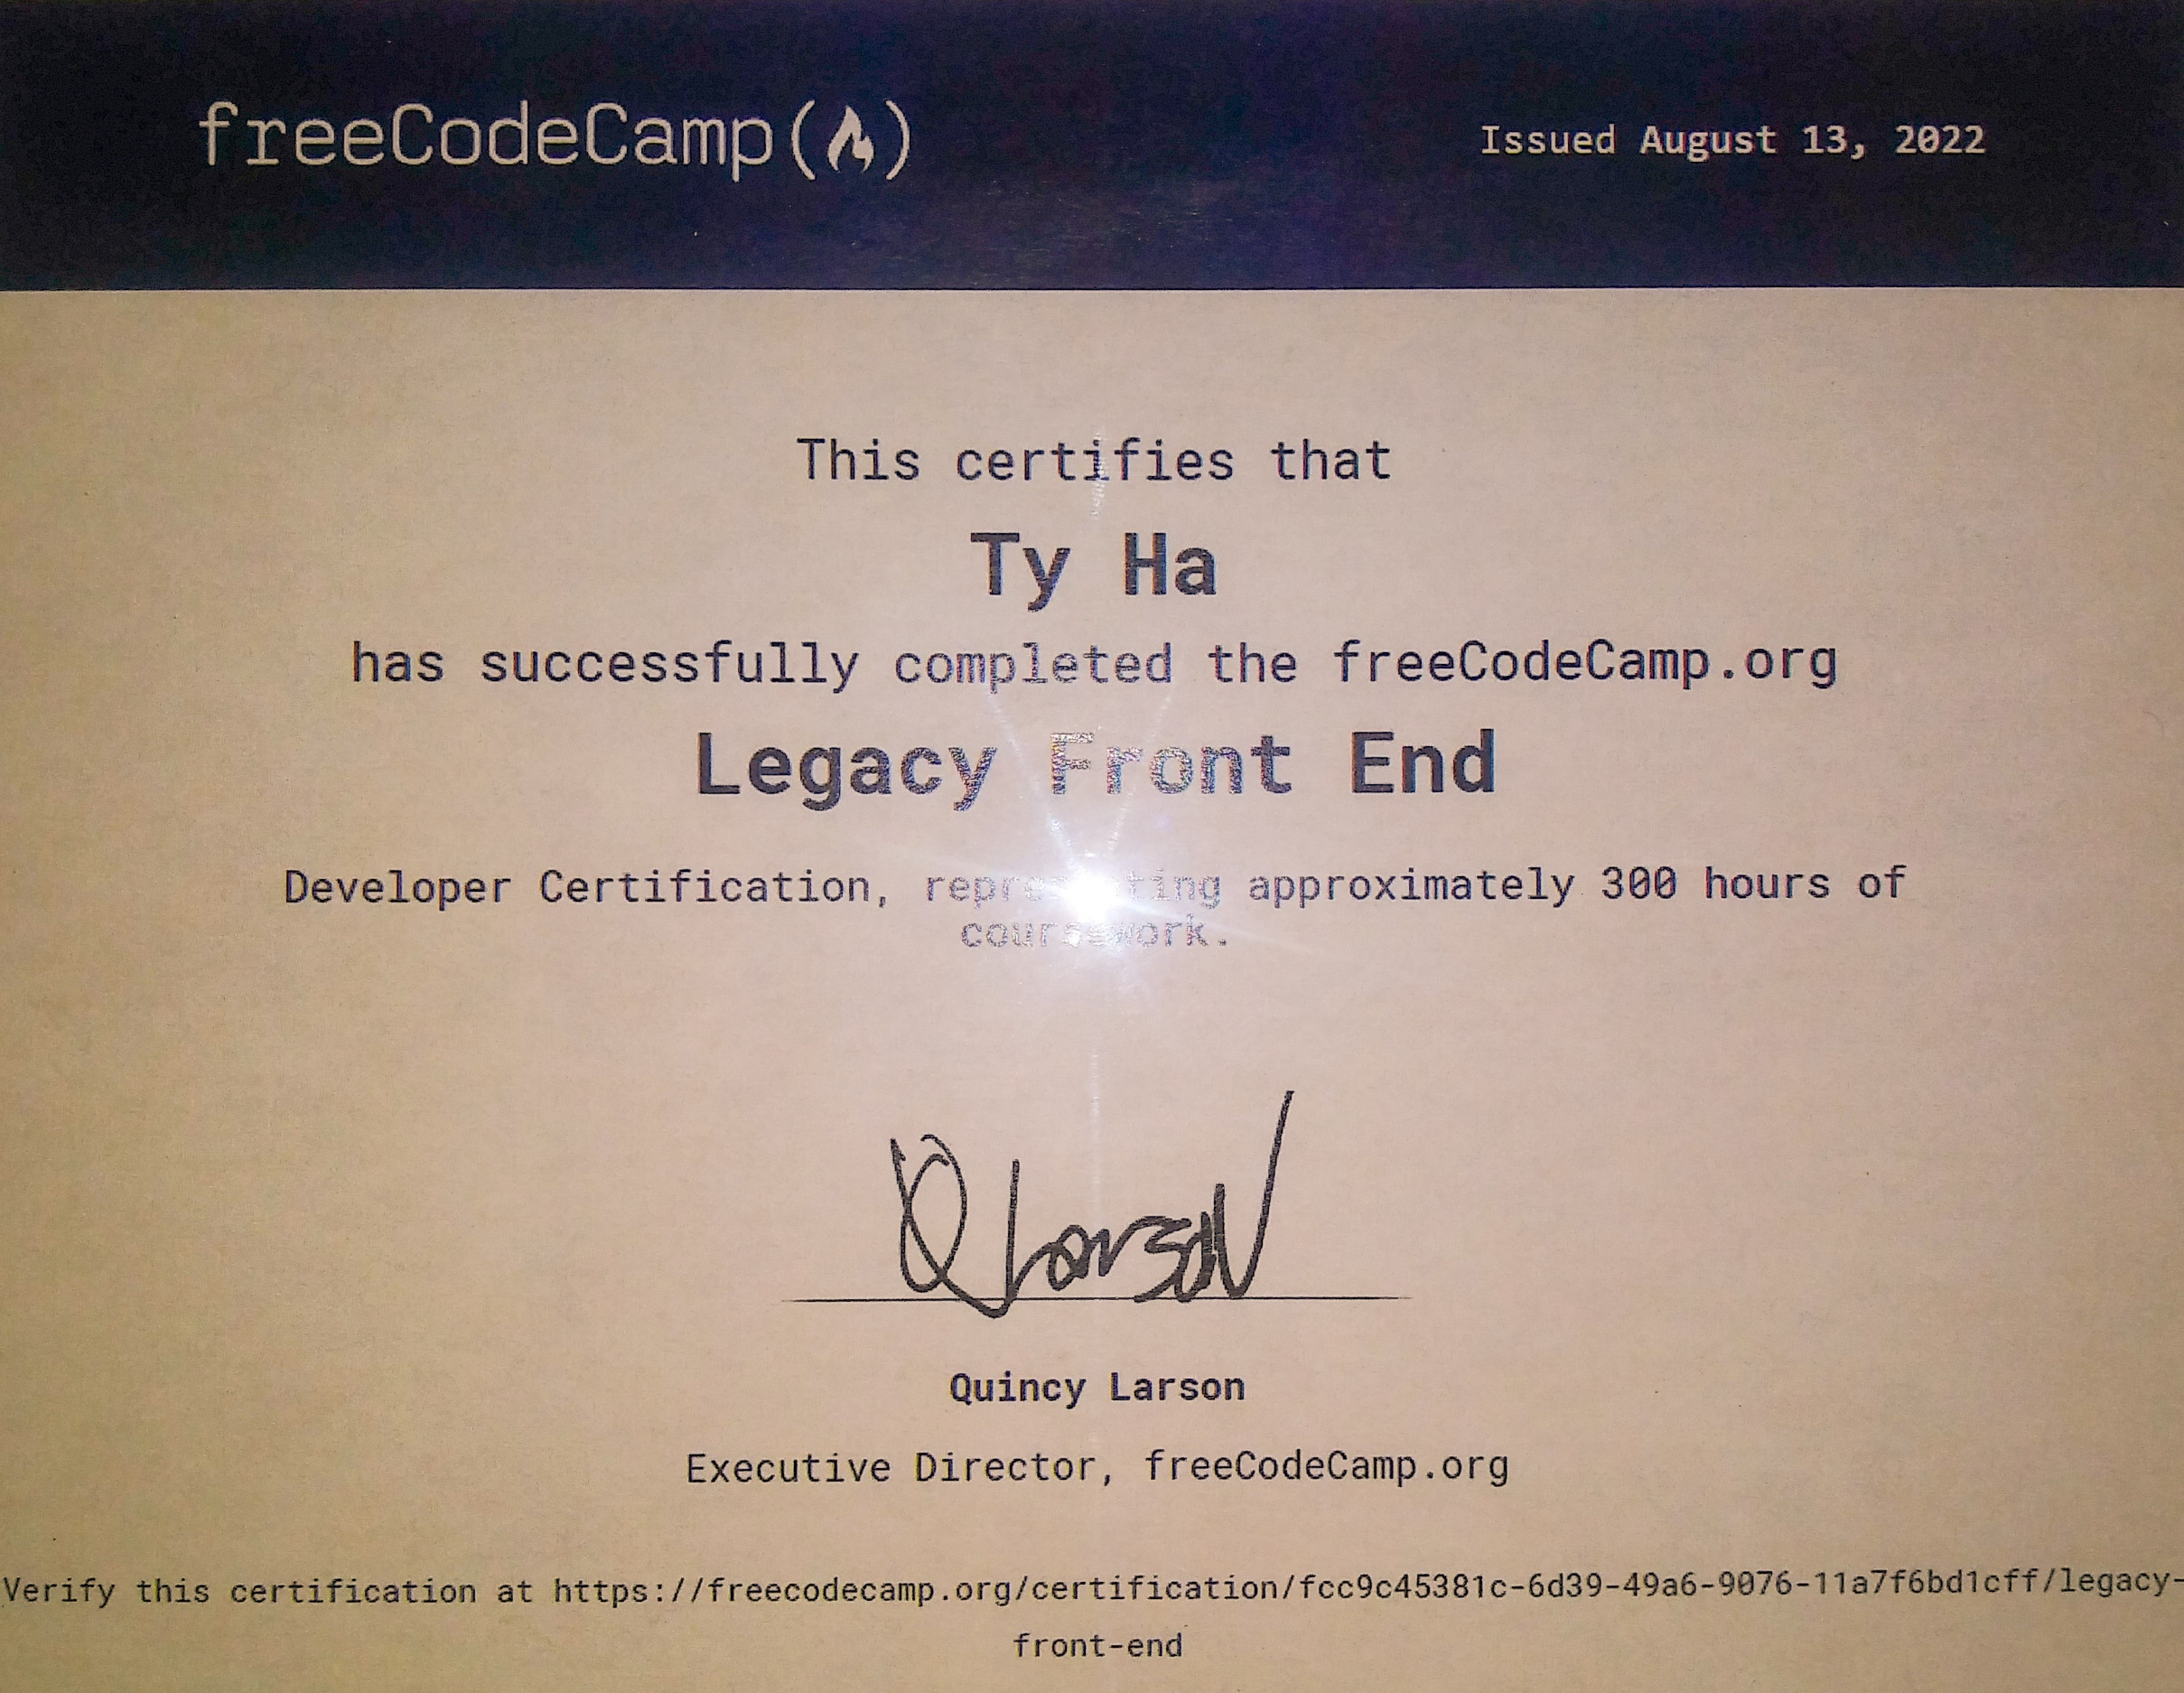 freeCodeCamp(🔥)
Issued August 13, 2022
This certifies that
Ty Ha
has successfully completed the freeCodeCamp.org
Legacy Front End
Developer Certification, approximately 300 hours of
coursework.
Q Larson
Quincy Larson
Executive Director, freeCodeCamp.org
Verify this certification at https://freecodecamp.org/certification/fcc9c45381c-6d39-49a6-9076-11a7f6bd1cff/legacy-
front-end